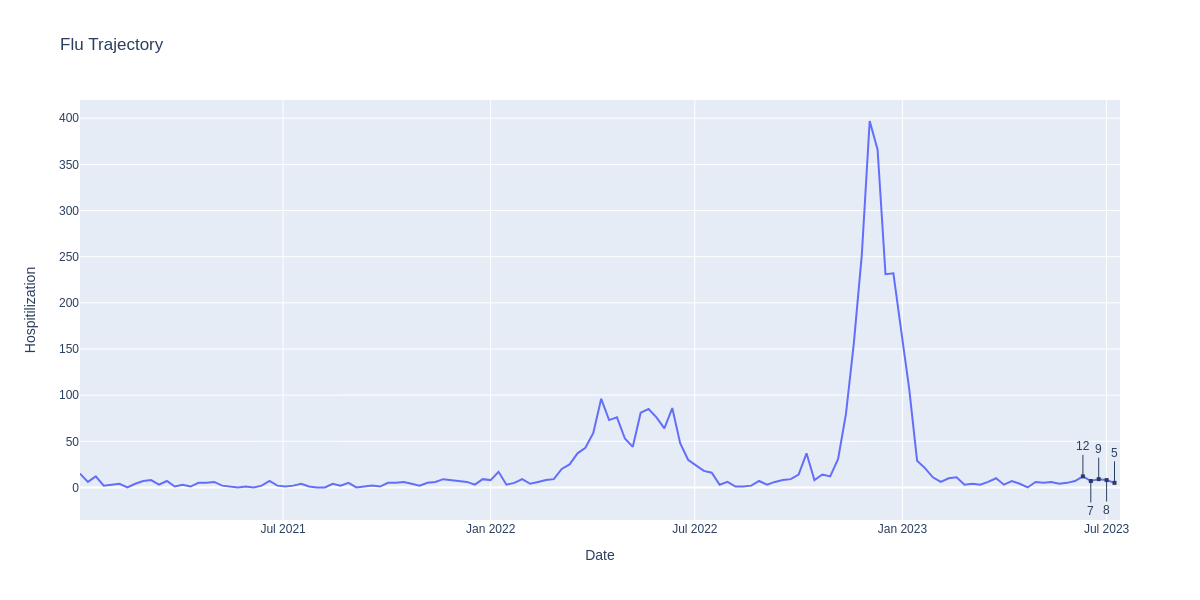 Flu Trajectory
400
350
300
250
200
150
100
50
0
Hospitilization
12
9
5
7
8
Jul 2021
Jan 2022
Jul 2022
Jan 2023
Jul 2023
Date